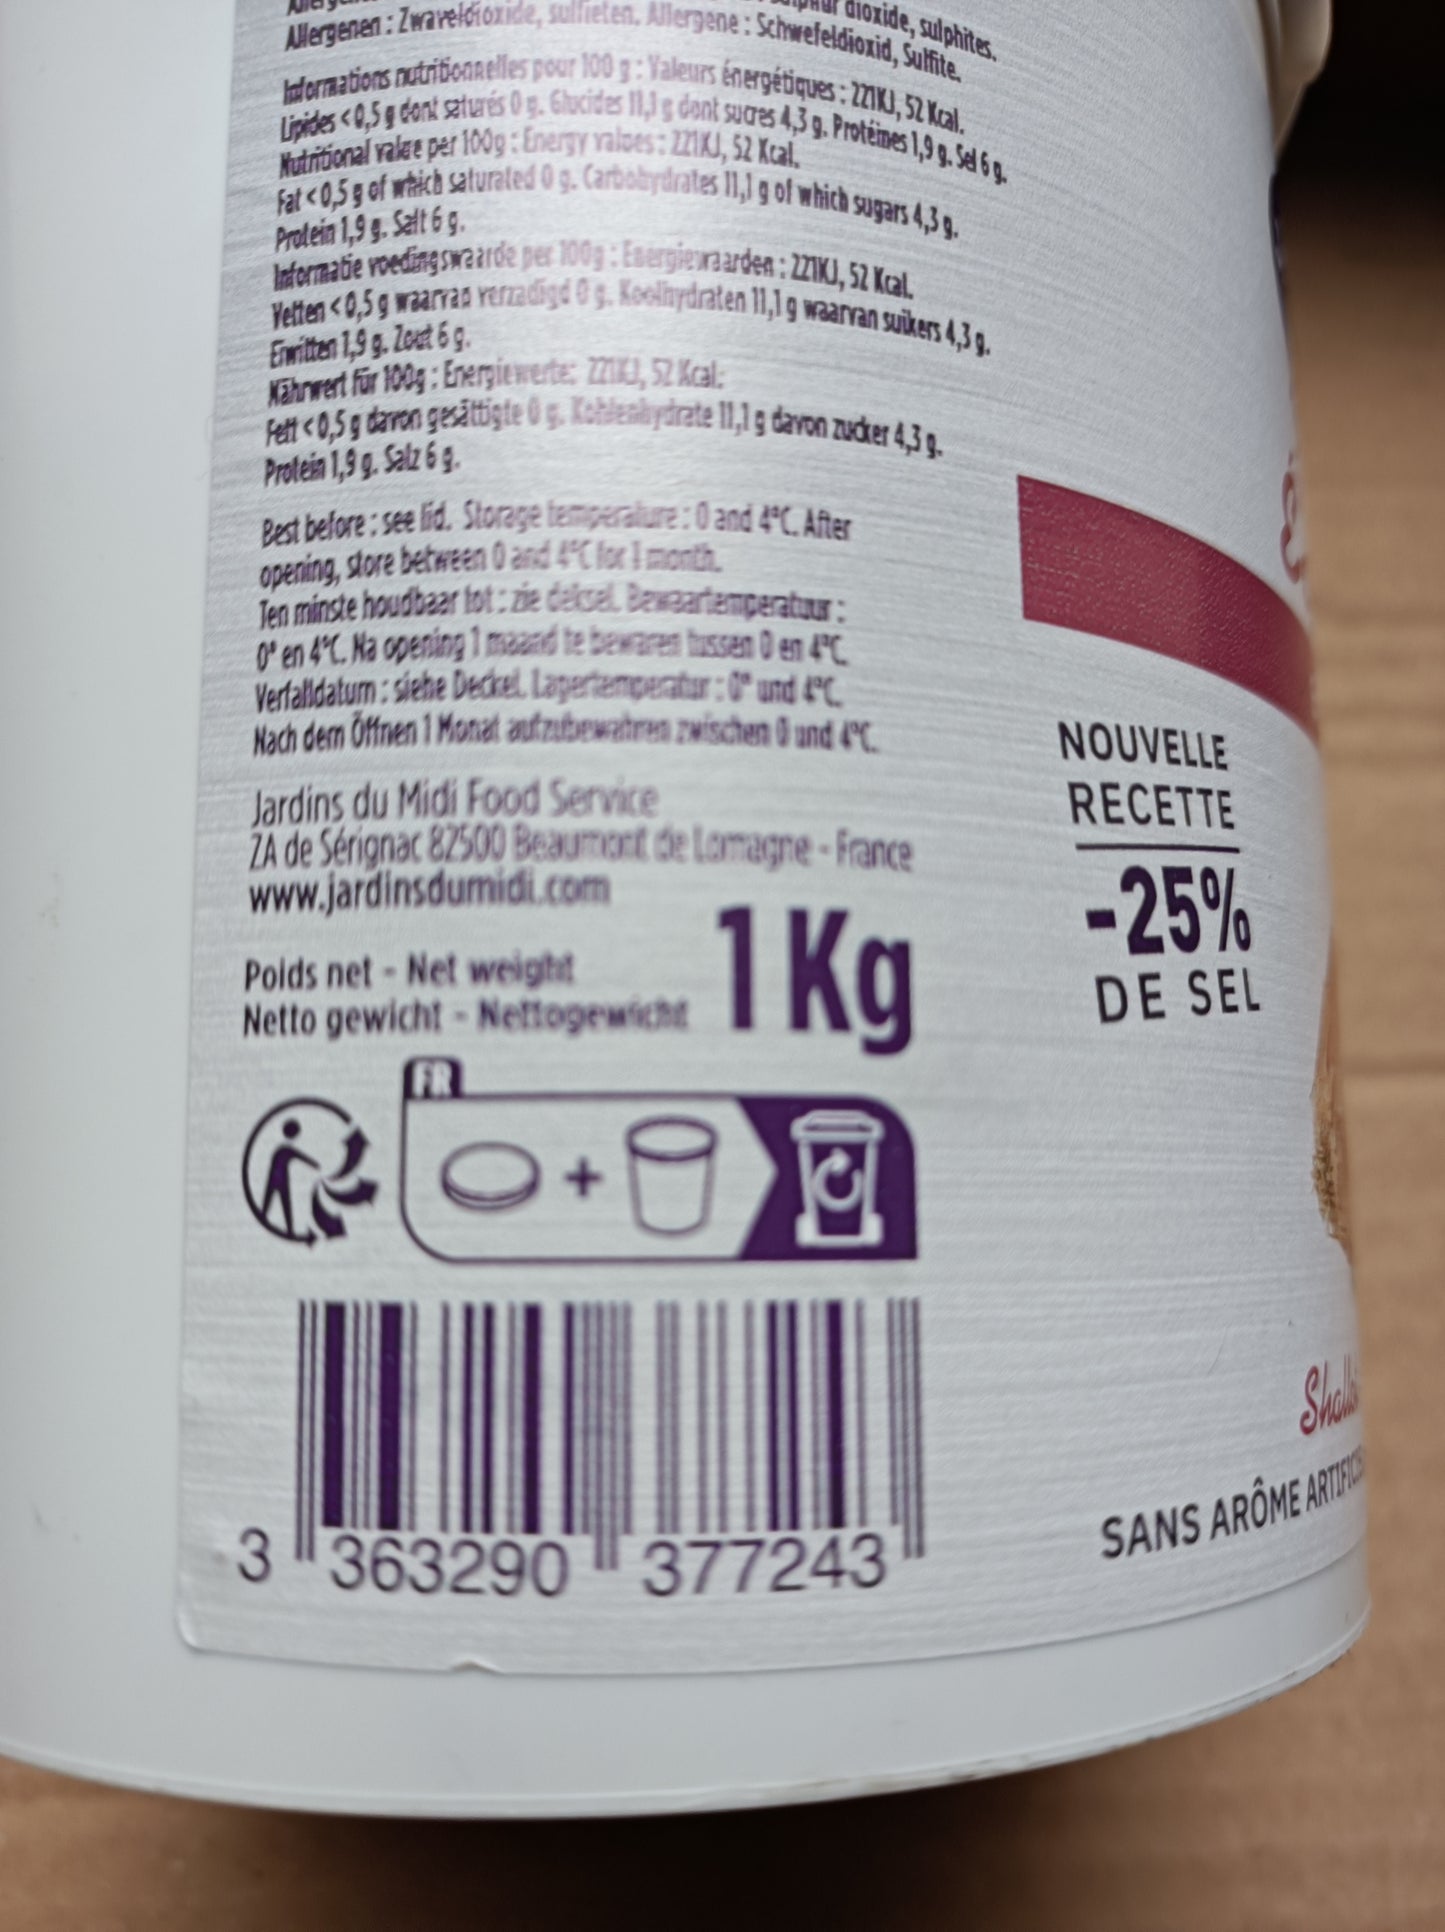 dioxide, sulphites.
Allergenen : Zwaveldioxide, sulfieten. Allergene : Schwefeldioxid, Sulfite.
Informations nutritionnelles pour 100 g : Valeurs énergétiques : 221KJ, 52 Kcal.
Lipides < 0,5 g dont saturés 0 g. Glucides 11,1 g dont sucres 4,3 g. Protéines 1,9 g. Sel 6 g.
Nutritional value per 100g : Energy values : 221KJ, 52 Kcal.
Fat < 0,5 g of which saturated 0 g. Carbohydrates 11,1 g of which sugars 4,3 g.
Protein 1,9 g. Salt 6 g.
Informatie voedingswaarde per 100g : Energiewaarden : 221KJ, 52 Kcal.
Vetten < 0,5 g waarvan verzadigd 0 g. Koolhydraten 11,1 g waarvan suikers 4,3 g.
Eiwitten 1,9 g. Zout 6 g.
Nährwert für 100g : Energiewerte: 221KJ, 52 Kcal:
Fett < 0,5 g davon gesättigte 0 g. Kohlenhydrate 11,1 g davon zucker 4,3 g.
Protein 1,9 g. Salz 6 g.
Best before : see lid. Storage temperature : 0 and 4°C. After
opening, store between 0 and 4°C for 1 month.
Ten minste houdbaar tot : zie deksel. Bewaartemperatuur :
0° en 4°C. Na opening 1 maand te bewaren tussen 0 en 4°C.
Verfalldatum : siehe Deckel. Lagertemperatur : 0° und 4°C.
Nach dem Öffnen 1 Monat aufzubewahren zwischen 0 und 4°C.
Jardins du Midi Food Service
ZA de Sérignac 82500 Beaumont de Lomagne - France
www.jardinsdumidi.com
Poids net - Net weight
Netto gewicht - Nettogewicht
1 Kg
FR
3 363290 377243
NOUVELLE
RECETTE
-25%
DE SEL
SANS ARÔME